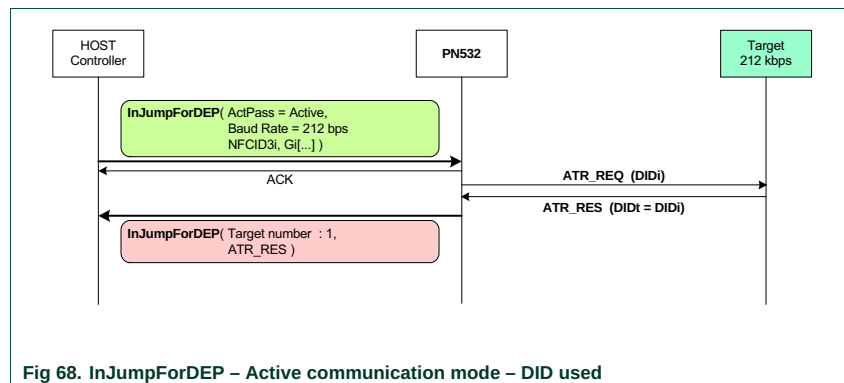 HOST
Controller
PN532
Target
212 kbps
InJumpForDEP( ActPass = Active,
Baud Rate = 212 bps
NFCID3i, Gi[...] )
ACK
ATR_REQ (DIDi)
ATR_RES (DIDt = DIDi)
InJumpForDEP( Target number : 1,
ATR_RES )
Fig 68. InJumpForDEP – Active communication mode – DID used